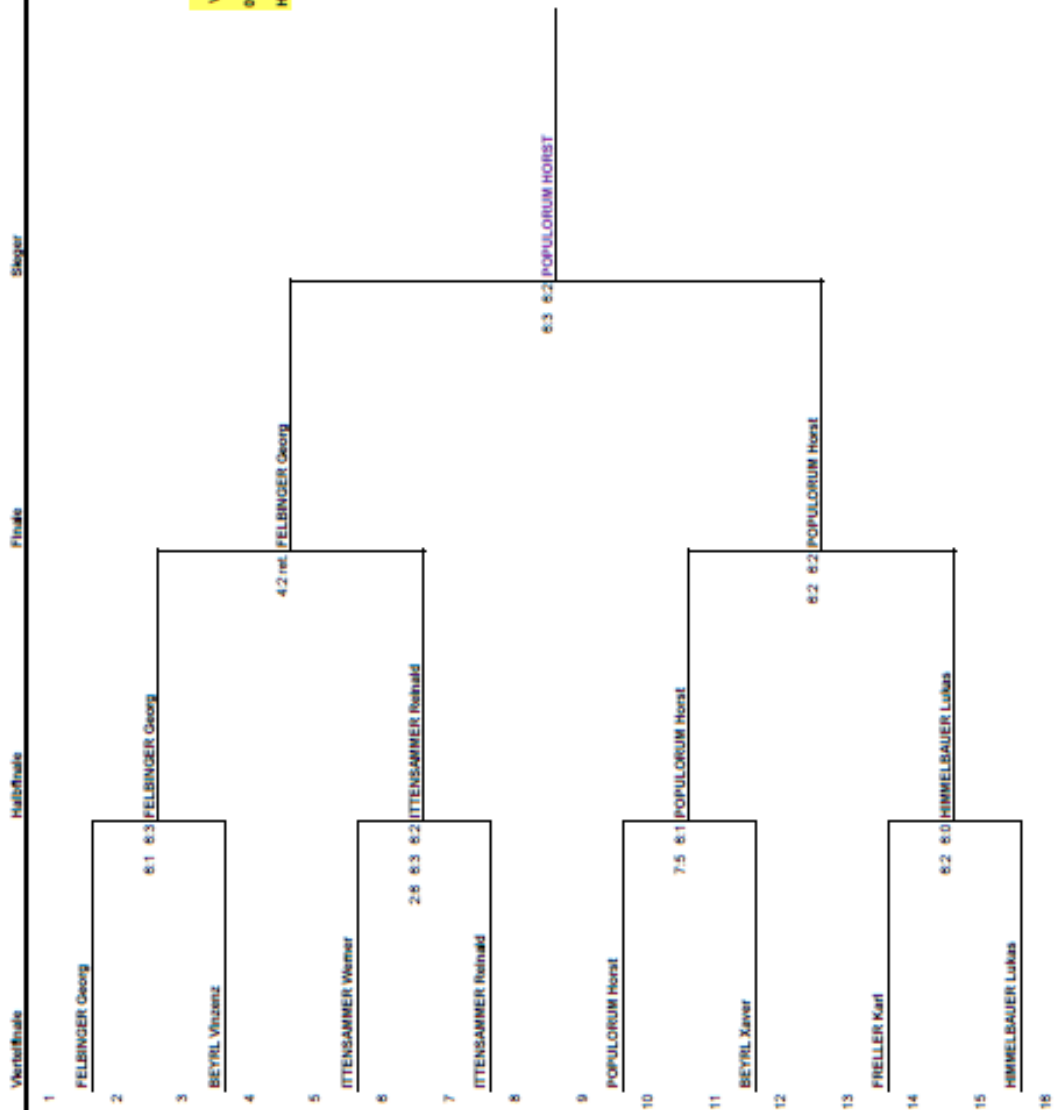 Viertelfinale Halbfinale Finale Sieger
1
FELBINGER Georg
2
6:1 6:3 FELBINGER Georg
3
BEYRL Vinzenz
4
4:2 ret. FELBINGER Georg
5
ITTENSAMMER Werner
6
2:6 6:3 6:2 ITTENSAMMER Reinald
7
ITTENSAMMER Reinald
8
6:3 6:2 POPULORUM HORST
9
POPULORUM Horst
10
7:5 6:1 POPULORUM Horst
11
BEYRL Xaver
12
6:2 6:2 POPULORUM Horst
13
FRELLER Karl
14
6:2 6:0 HIMMELBAUER Lukas
15
HIMMELBAUER Lukas
16